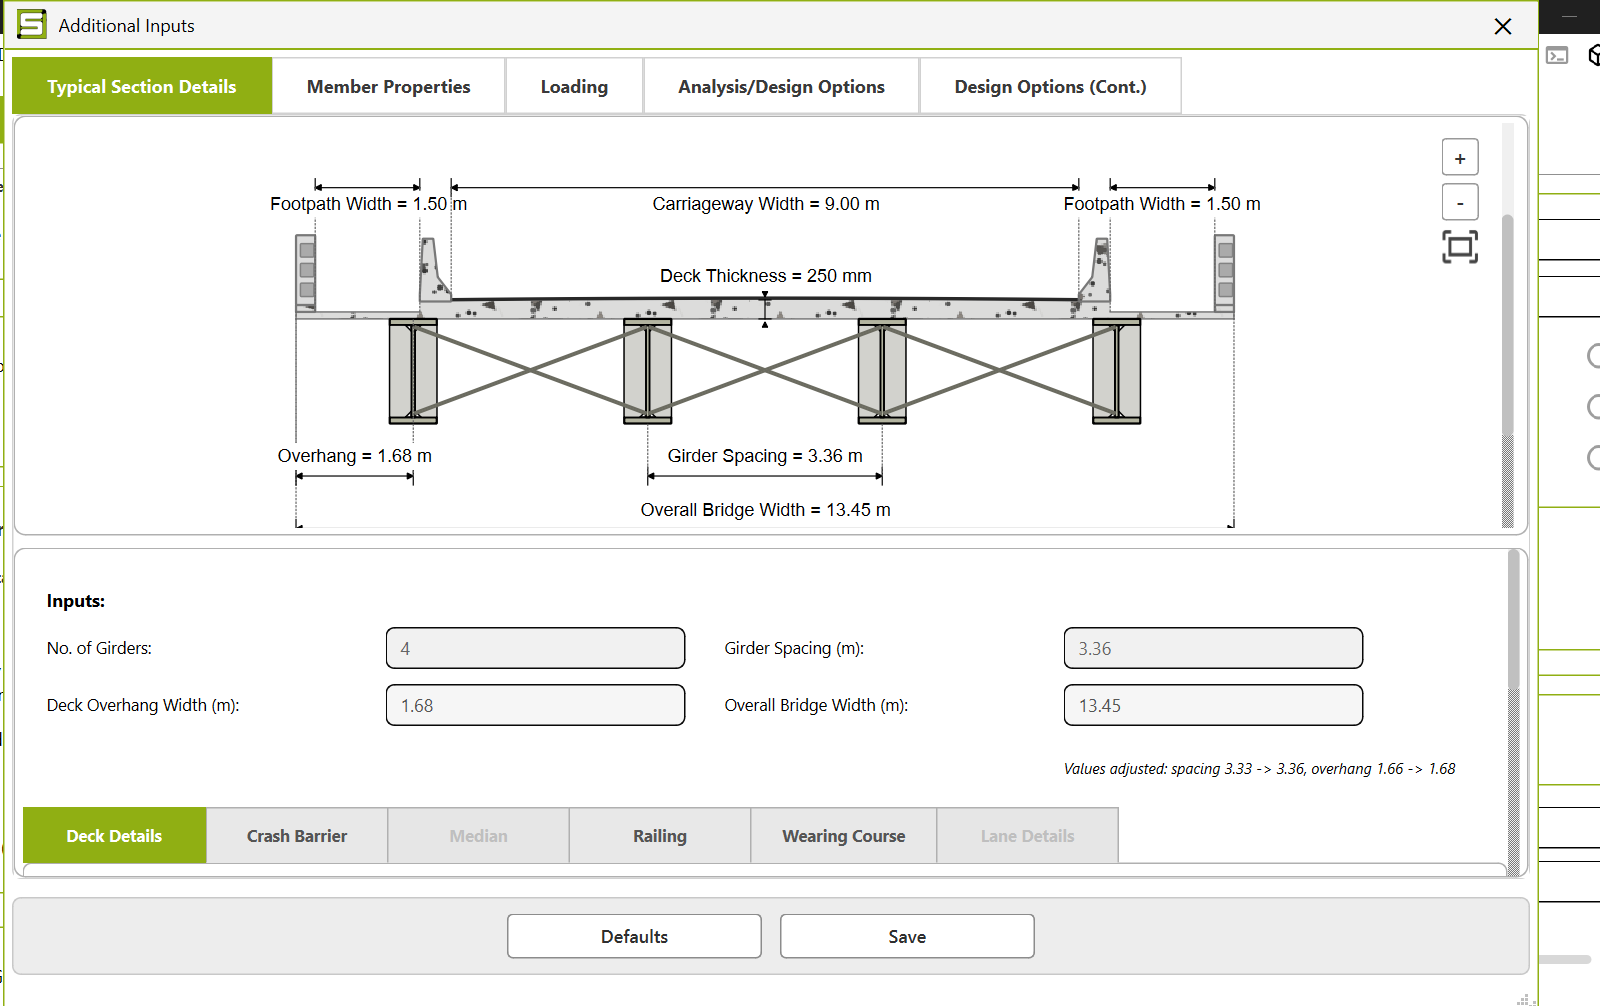 Additional Inputs
Typical Section Details
Member Properties
Loading
Analysis/Design Options
Design Options (Cont.)
+
-
Footpath Width = 1.50 m
Carriageway Width = 9.00 m
Footpath Width = 1.50 m
Deck Thickness = 250 mm
Overhang = 1.68 m
Girder Spacing = 3.36 m
Overall Bridge Width = 13.45 m
Inputs:
No. of Girders:
4
Girder Spacing (m):
3.36
Deck Overhang Width (m):
1.68
Overall Bridge Width (m):
13.45
Values adjusted: spacing 3.33 -> 3.36, overhang 1.66 -> 1.68
Deck Details
Crash Barrier
Median
Railing
Wearing Course
Lane Details
Defaults
Save